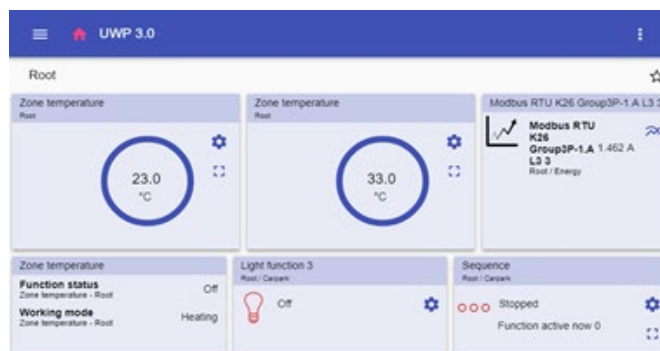 UWP 3.0
Root
Zone temperature
Root
23.0
°C
Zone temperature
Root
33.0
°C
Modbus RTU K26 Group3P-1 A L3 3
Modbus RTU
K26
Group3P-1.A 1.462 A
L3 3
Root / Energy
Zone temperature
Function status
Zone temperature - Root
Off
Working mode
Zone temperature - Root
Heating
Light function 3
Root / Carpark
Off
Sequence
Root / Carpark
Stopped
Function active now 0